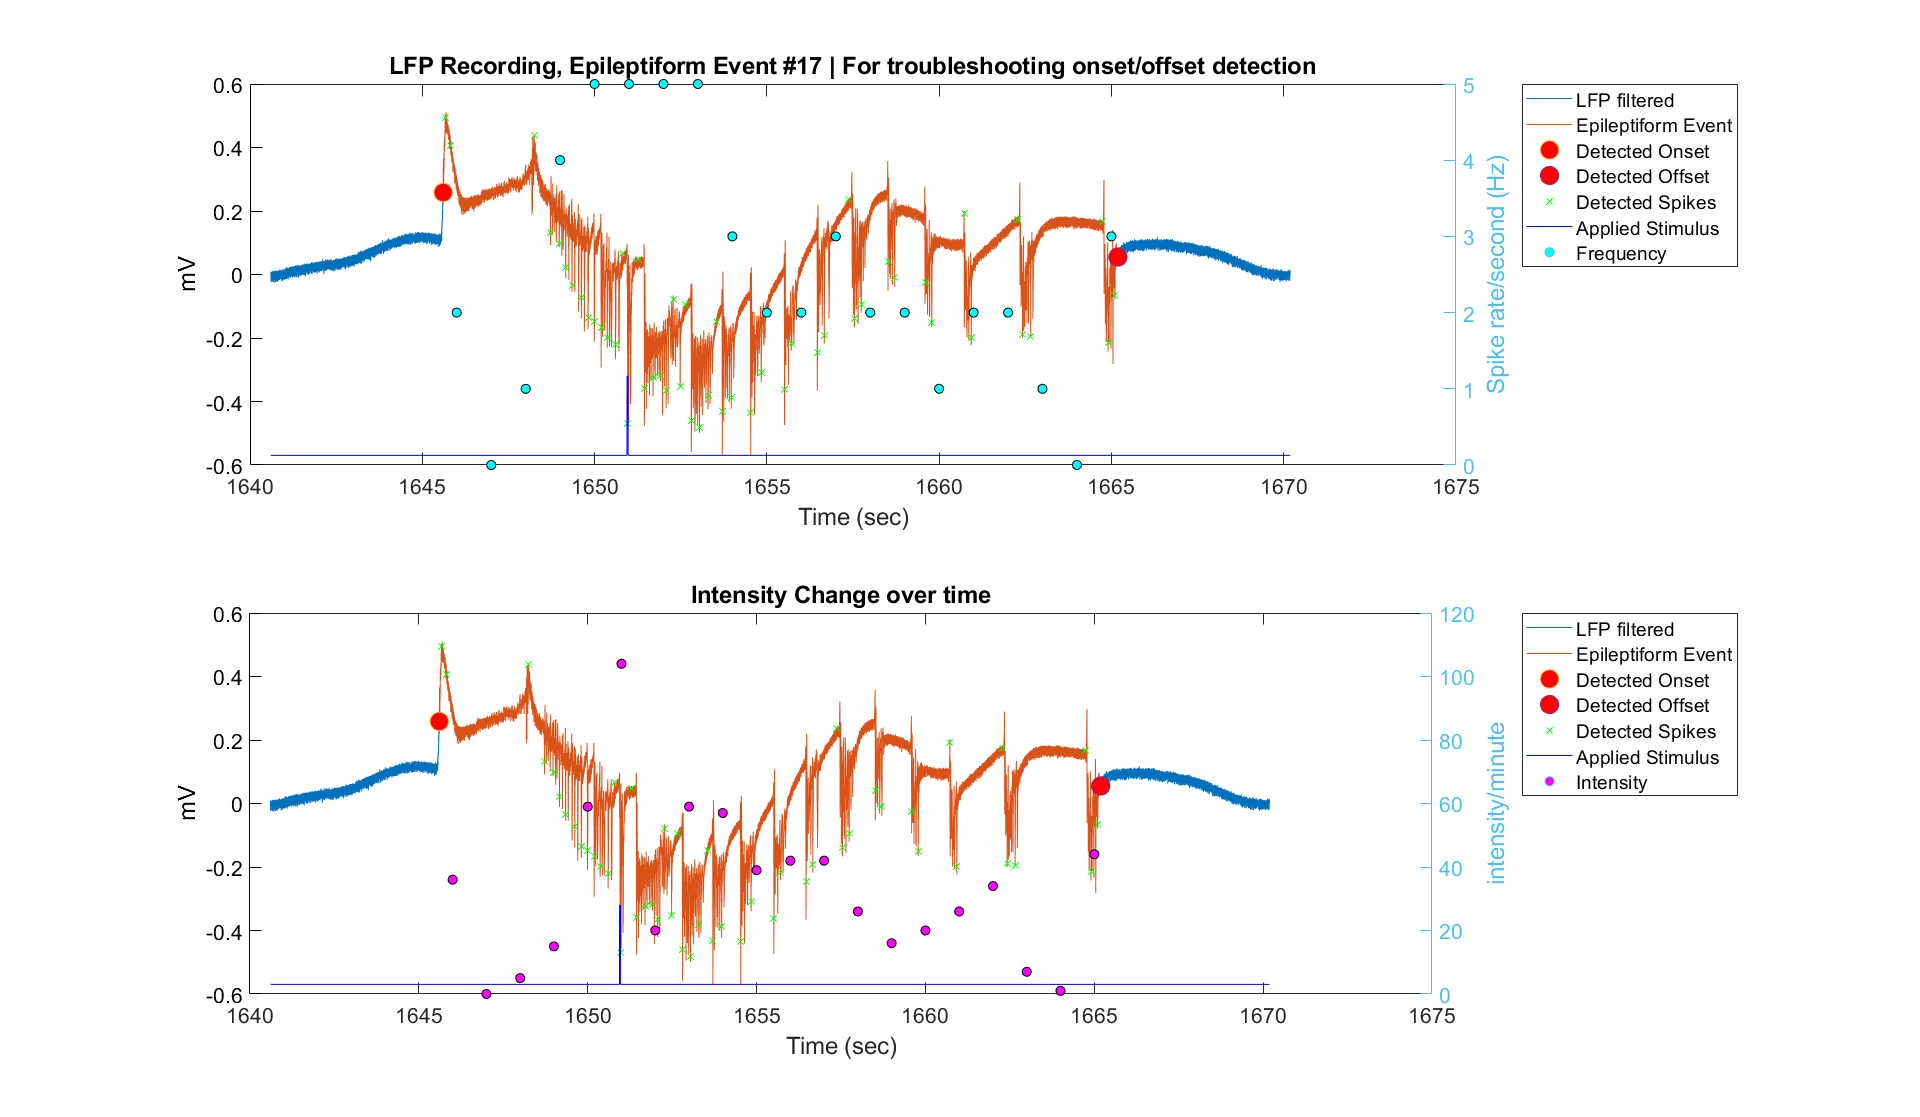 LFP Recording, Epileptiform Event #17 | For troubleshooting onset/offset detection
0.6
0.4
0.2
0
-0.2
-0.4
-0.6
mV
1640
1645
1650
1655
1660
1665
1670
1675
Time (sec)
5
4
3
2
1
0
Spike rate/second (Hz)
LFP filtered
Epileptiform Event
Detected Onset
Detected Offset
Detected Spikes
Applied Stimulus
Frequency
Intensity Change over time
0.6
0.4
0.2
0
-0.2
-0.4
-0.6
mV
1640
1645
1650
1655
1660
1665
1670
1675
Time (sec)
120
100
80
60
40
20
0
intensity/minute
LFP filtered
Epileptiform Event
Detected Onset
Detected Offset
Detected Spikes
Applied Stimulus
Intensity